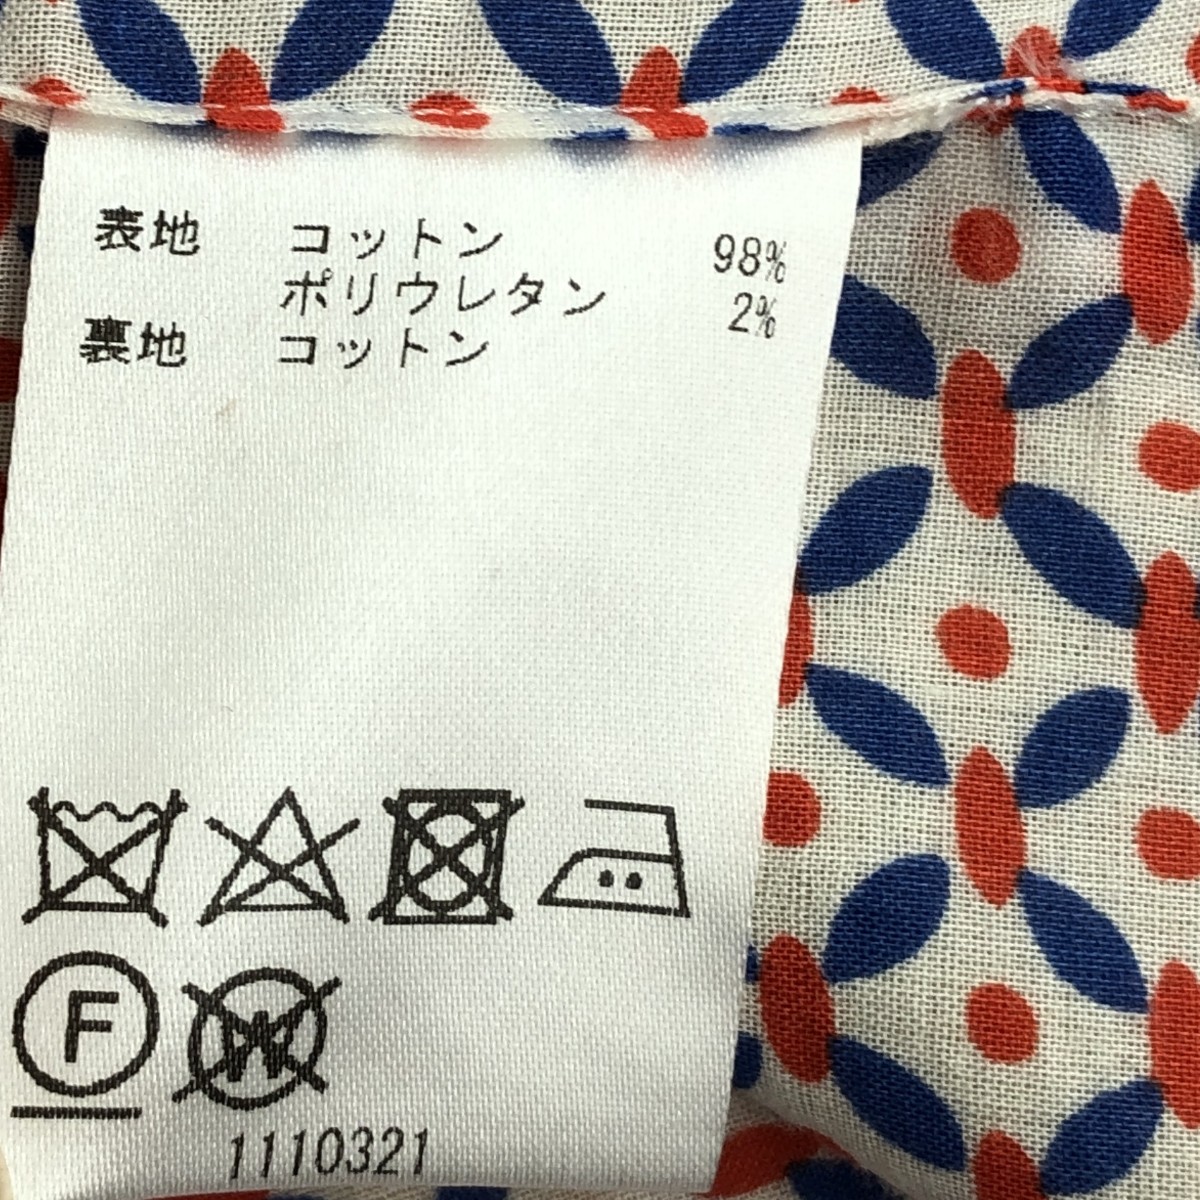 表地 コットン 98%
ポリウレタン 2%
裏地 コットン
F
W
1110321